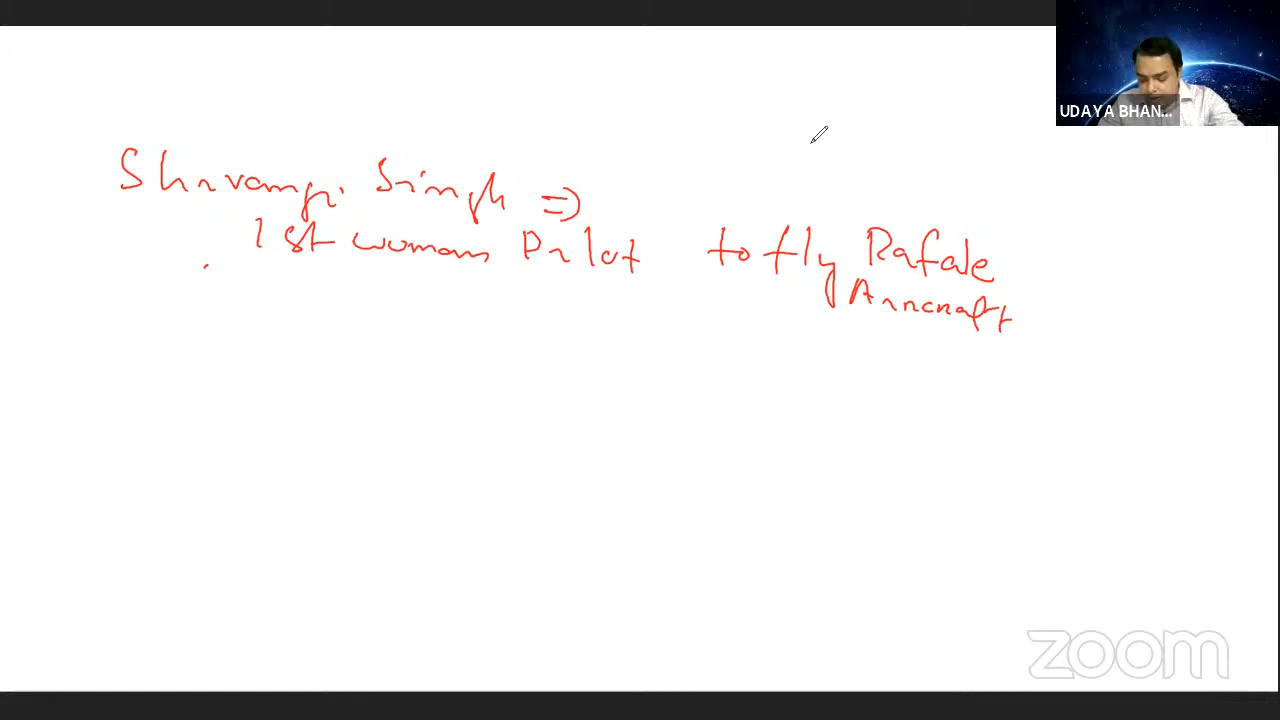 UDAYA BHAN...
Shivangi Singh ⇒
1st woman Pilot to fly Rafale
Aircraft
zoom